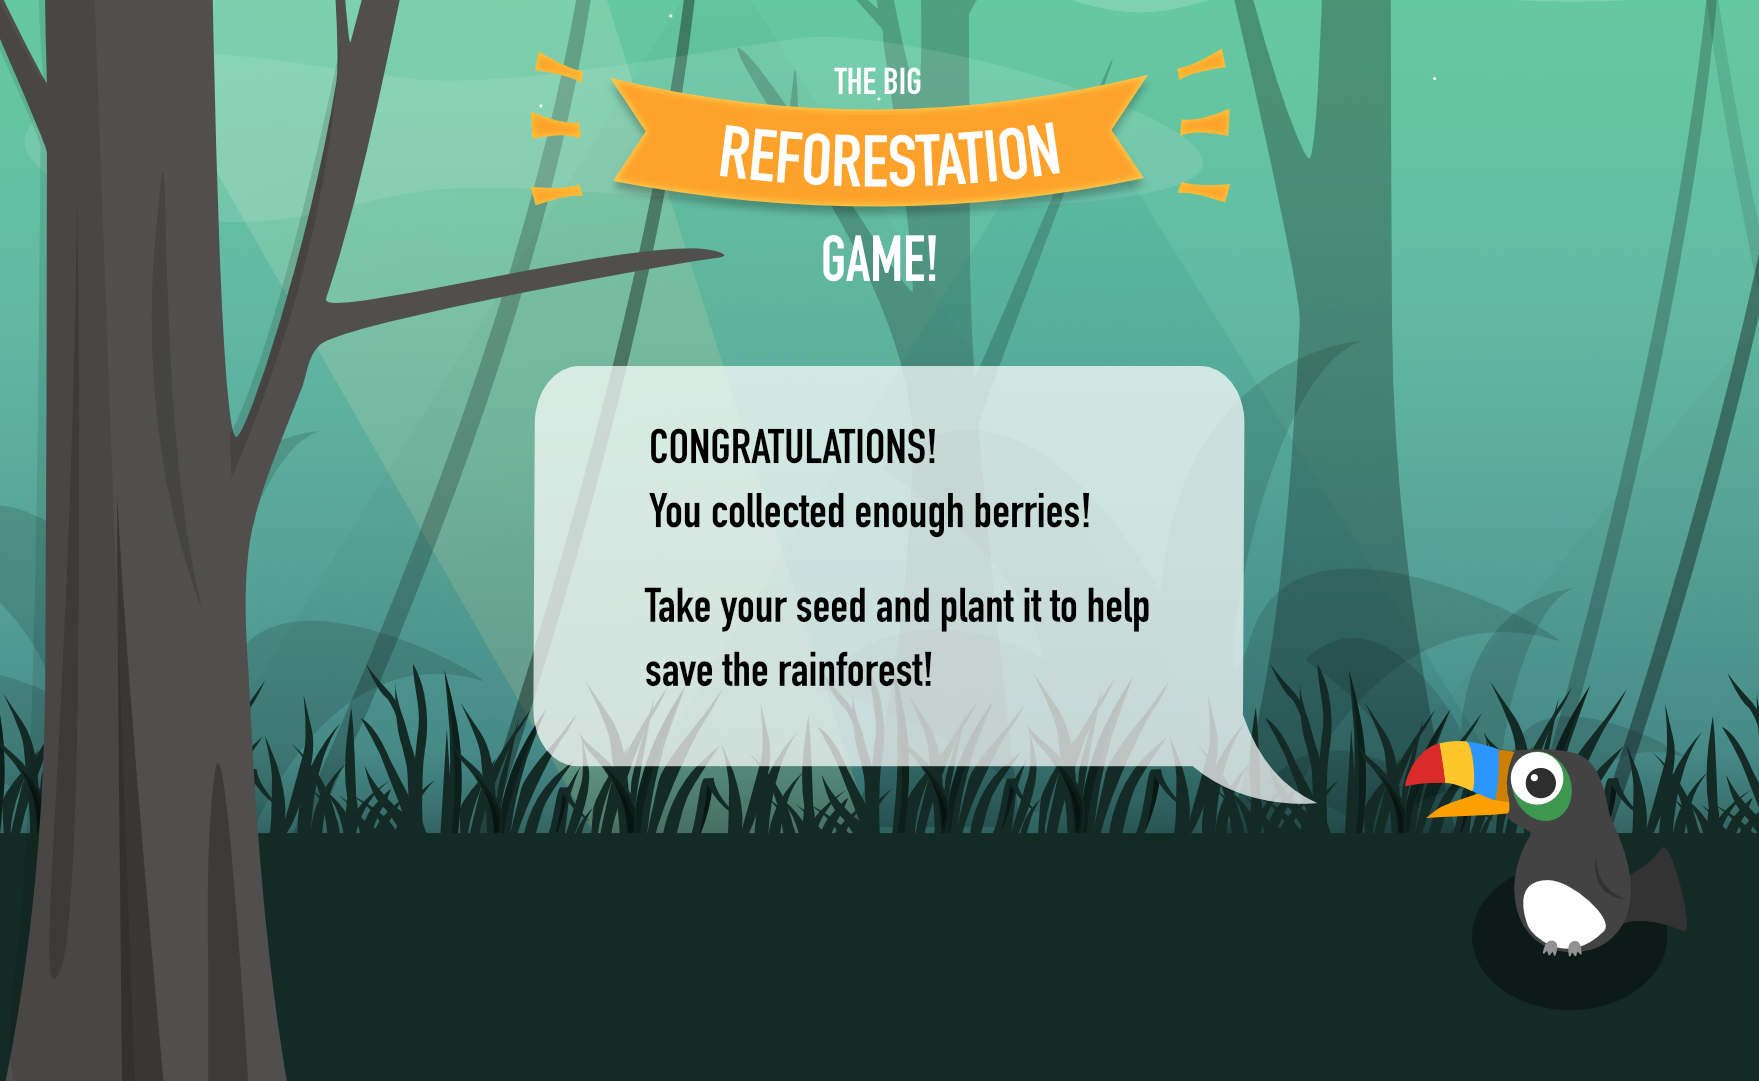 THE BIG
REFORESTATION
GAME!
CONGRATULATIONS!
You collected enough berries!
Take your seed and plant it to help
save the rainforest!